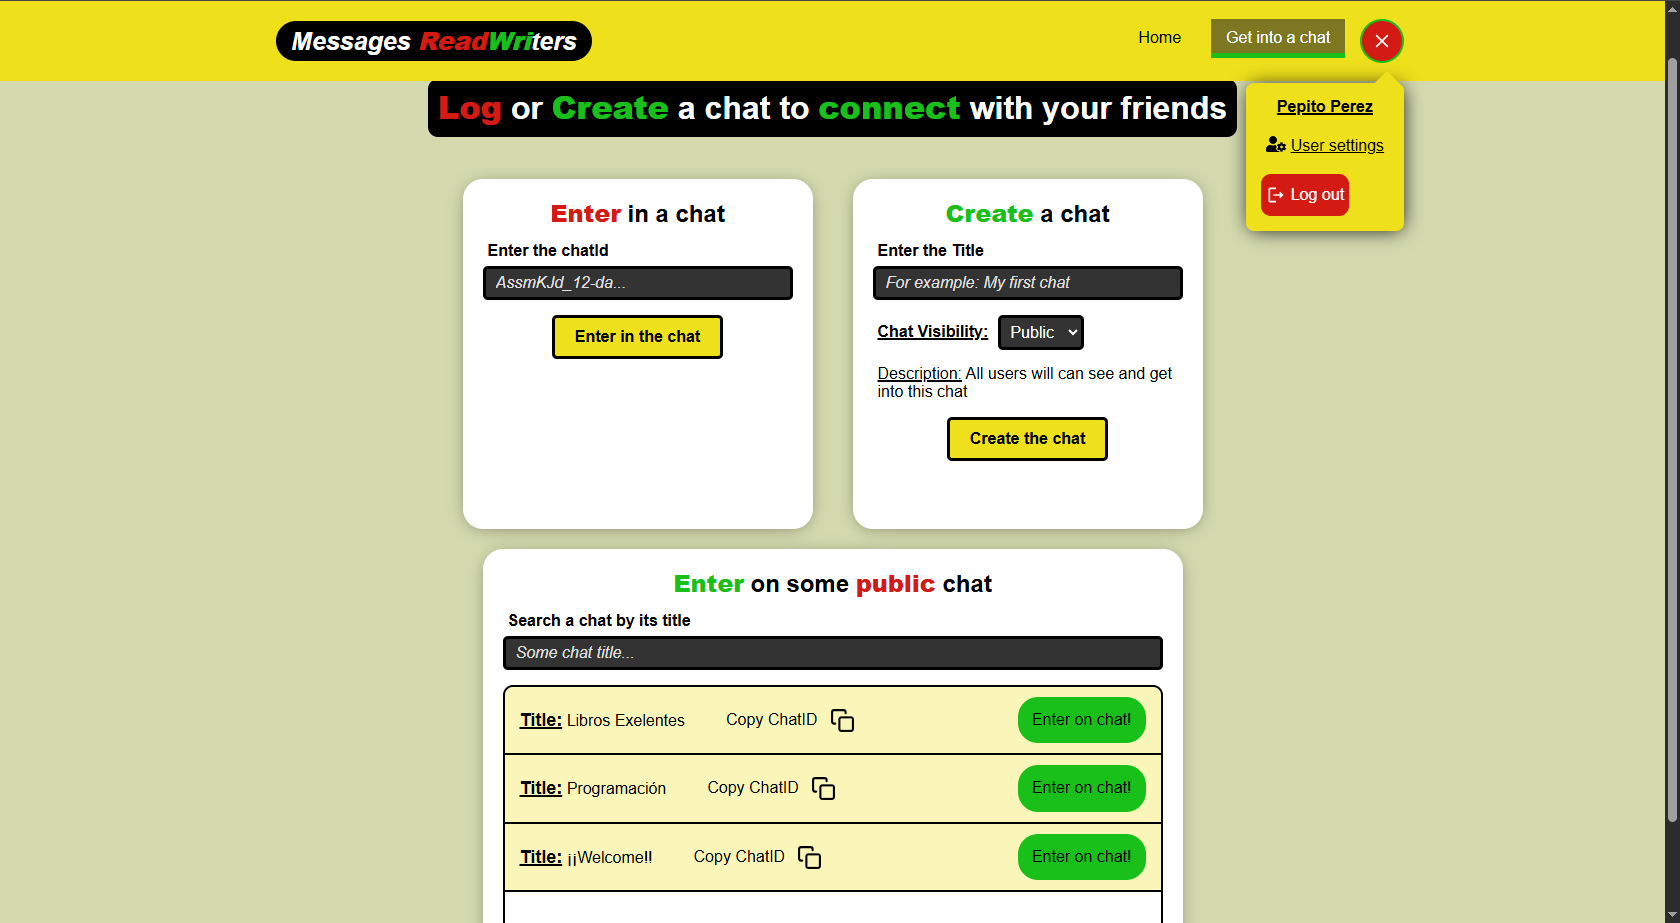 Messages ReadWriters
Home
Get into a chat
Log or Create a chat to connect with your friends
Pepito Perez
User settings
Log out
Enter in a chat
Enter the chatId
AssmKJd_12-da...
Enter in the chat
Create a chat
Enter the Title
For example: My first chat
Chat Visibility: Public
Description: All users will can see and get
into this chat
Create the chat
Enter on some public chat
Search a chat by its title
Some chat title...
Title: Libros Exelentes Copy ChatID Enter on chat!
Title: Programación Copy ChatID Enter on chat!
Title: ¡¡Welcome!! Copy ChatID Enter on chat!